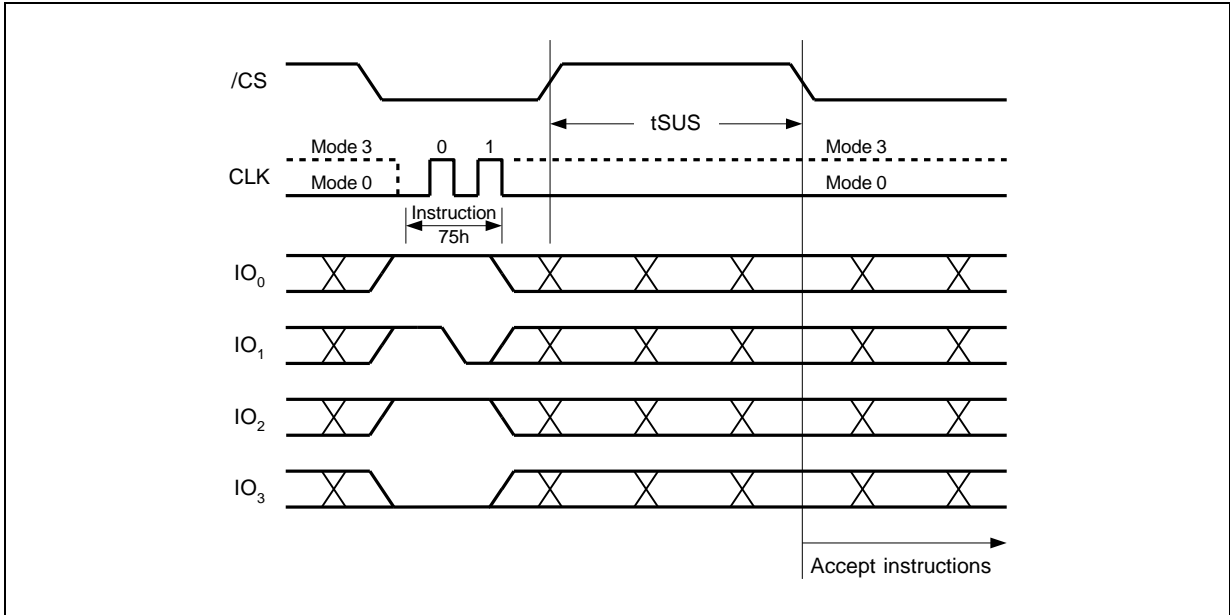 /CS
tSUS
Mode 3 0 1 Mode 3
CLK
Mode 0 Mode 0
Instruction
75h
IO0
IO1
IO2
IO3
Accept instructions